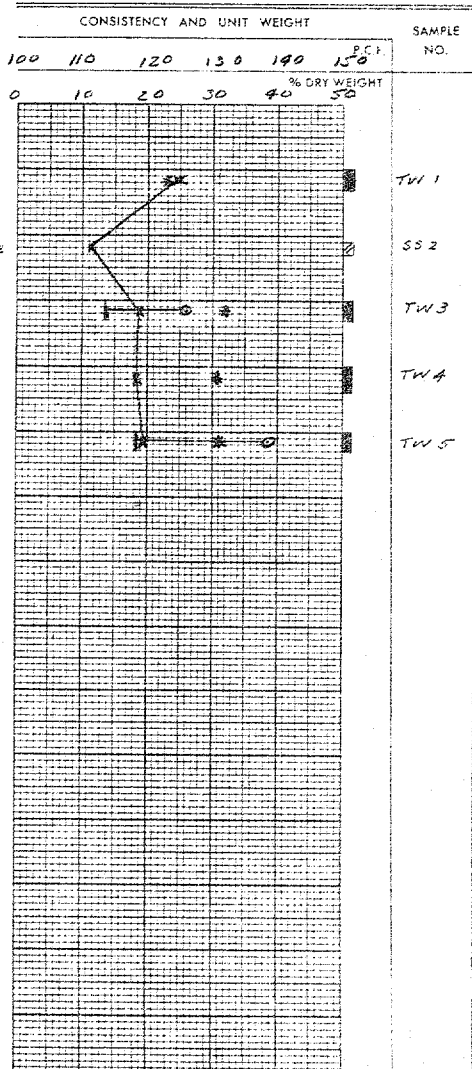 CONSISTENCY AND UNIT WEIGHT
SAMPLE NO.
P.C.F.
100 110 120 130 140 150
% DRY WEIGHT
0 10 20 30 40 50
TW 1
SS 2
TW 3
TW 4
TW 5